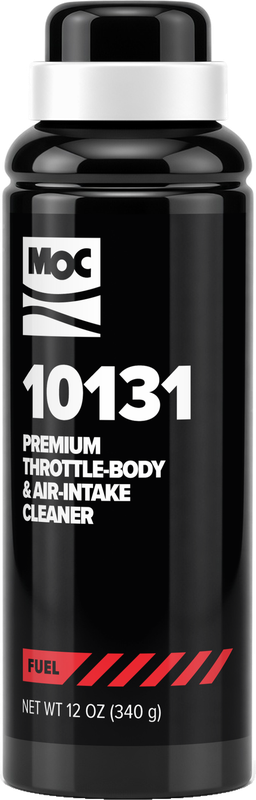 MOC
10131
PREMIUM
THROTTLE-BODY
& AIR-INTAKE
CLEANER
FUEL
NET WT 12 OZ (340 g)